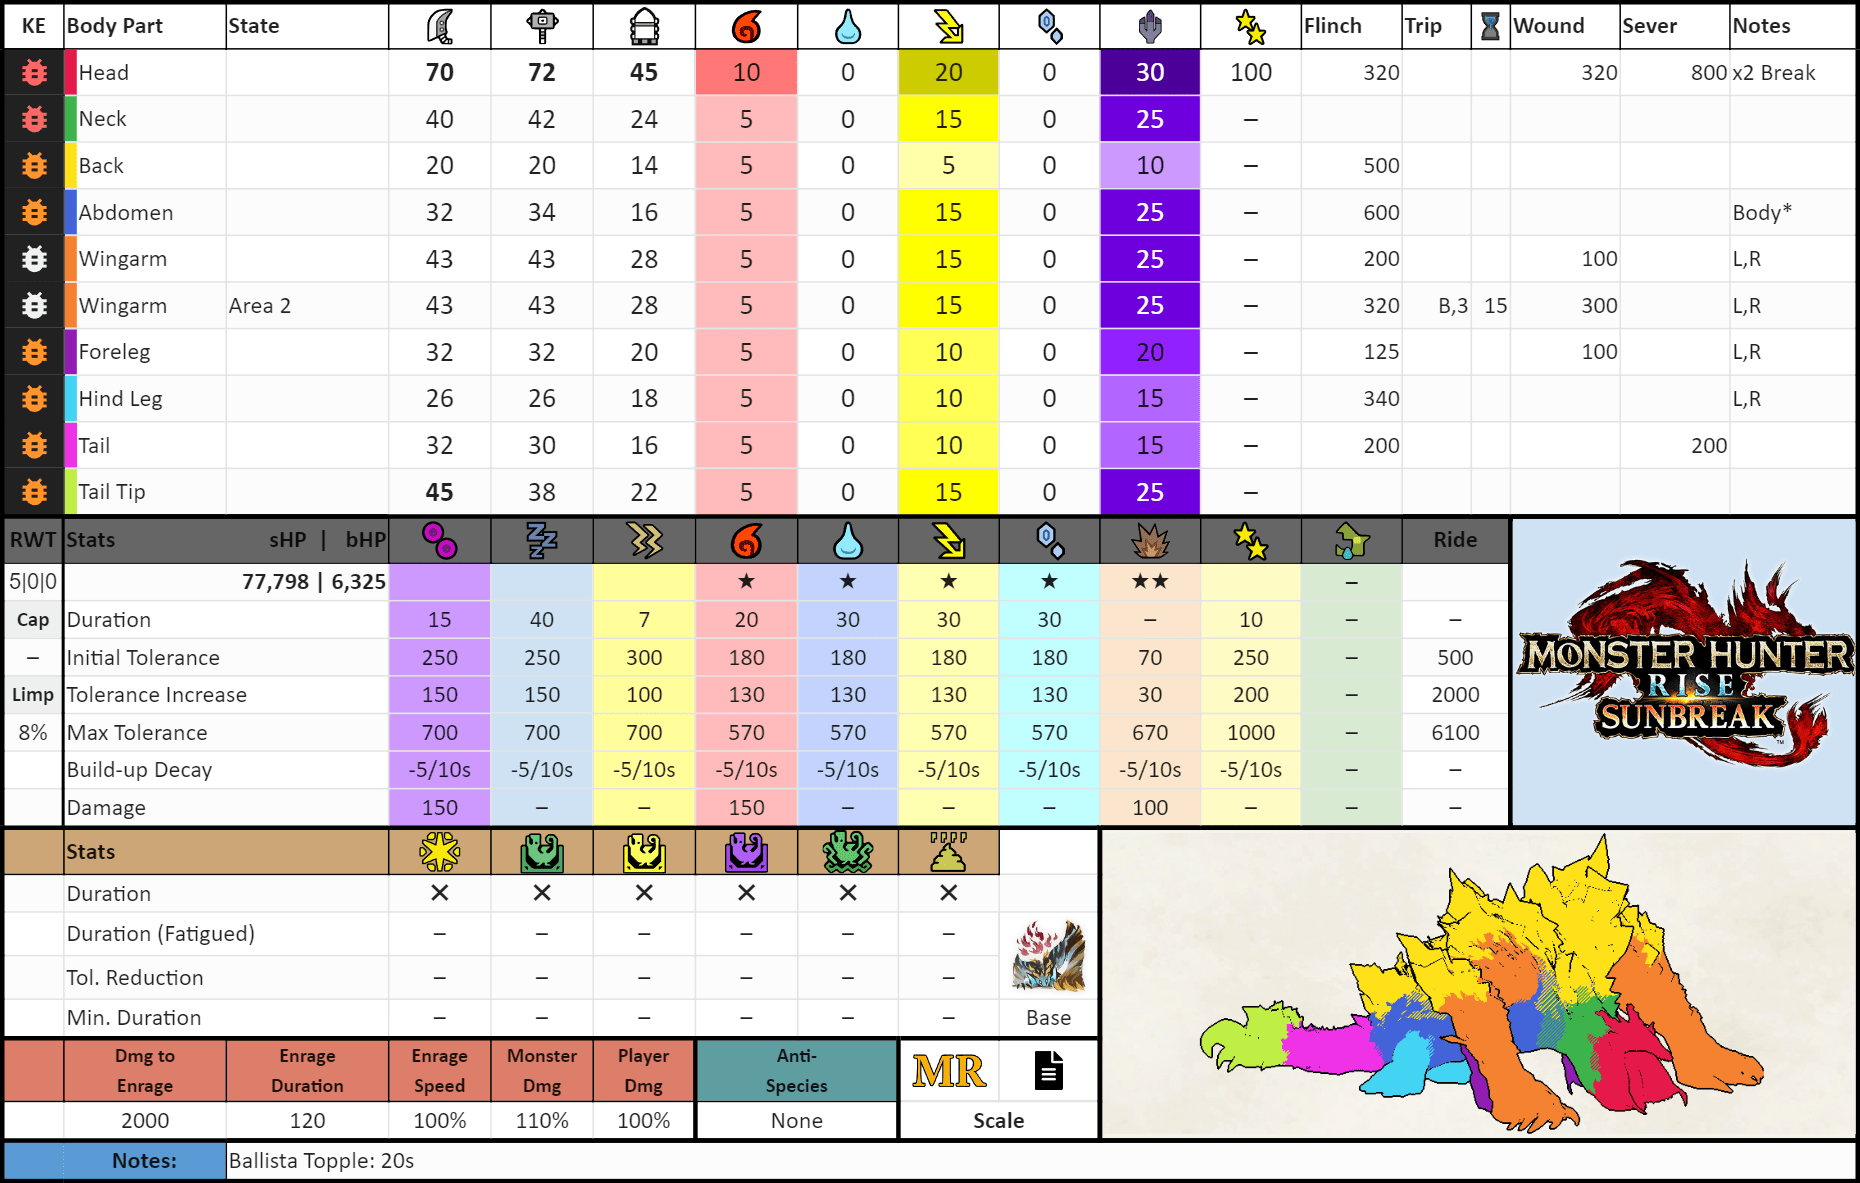 KE Body Part State Flinch Trip Wound Sever Notes
Head 70 72 45 10 0 20 0 30 100 320 320 800 x2 Break
Neck 40 42 24 5 0 15 0 25 –
Back 20 20 14 5 0 5 0 10 – 500
Abdomen 32 34 16 5 0 15 0 25 – 600 Body*
Wingarm 43 43 28 5 0 15 0 25 – 200 100 L,R
Wingarm Area 2 43 43 28 5 0 15 0 25 – 320 B,3 15 300 L,R
Foreleg 32 32 20 5 0 10 0 20 – 125 100 L,R
Hind Leg 26 26 18 5 0 10 0 15 – 340 L,R
Tail 32 30 16 5 0 10 0 15 – 200 200
Tail Tip 45 38 22 5 0 15 0 25 –
RWT Stats sHP | bHP Ride
5|0|0 77,798 | 6,325 ★ ★ ★ ★ ★★ –
Cap Duration 15 40 7 20 30 30 30 – 10 – –
– Initial Tolerance 250 250 300 180 180 180 180 70 250 – 500
Limp Tolerance Increase 150 150 100 130 130 130 130 30 200 – 2000
8% Max Tolerance 700 700 700 570 570 570 570 670 1000 – 6100
Build-up Decay -5/10s -5/10s -5/10s -5/10s -5/10s -5/10s -5/10s -5/10s -5/10s – –
Damage 150 – – 150 – – – 100 – – –
MONSTER HUNTER
RISE
SUNBREAK
TM
Stats
Duration ✕ ✕ ✕ ✕ ✕ ✕
Duration (Fatigued) – – – – – –
Tol. Reduction – – – – – –
Min. Duration – – – – – – Base
Dmg to Enrage Enrage Monster Player Anti-
Enrage Duration Speed Dmg Dmg Species
MR
2000 120 100% 110% 100% None Scale
Notes: Ballista Topple: 20s